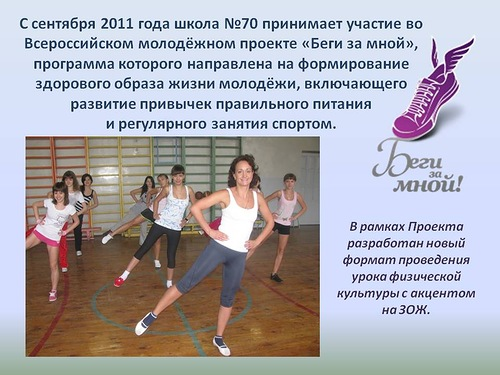 С сентября 2011 года школа №70 принимает участие во
Всероссийском молодёжном проекте «Беги за мной»,
программа которого направлена на формирование
здорового образа жизни молодёжи, включающего
развитие привычек правильного питания
и регулярного занятия спортом.
Беги
за
мной!
В рамках Проекта
разработан новый
формат проведения
урока физической
культуры с акцентом
на ЗОЖ.